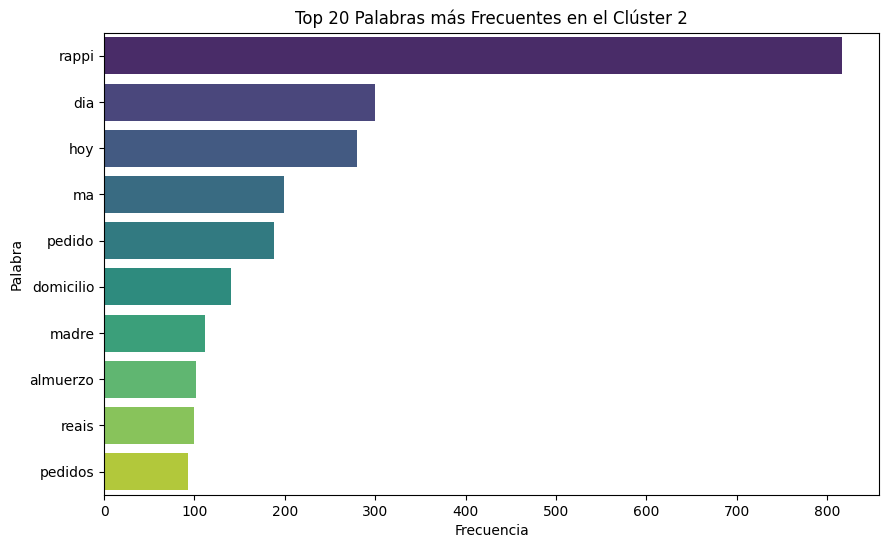 Top 20 Palabras más Frecuentes en el Clúster 2
Palabra
rappi
dia
hoy
ma
pedido
domicilio
madre
almuerzo
reais
pedidos
0 100 200 300 400 500 600 700 800
Frecuencia